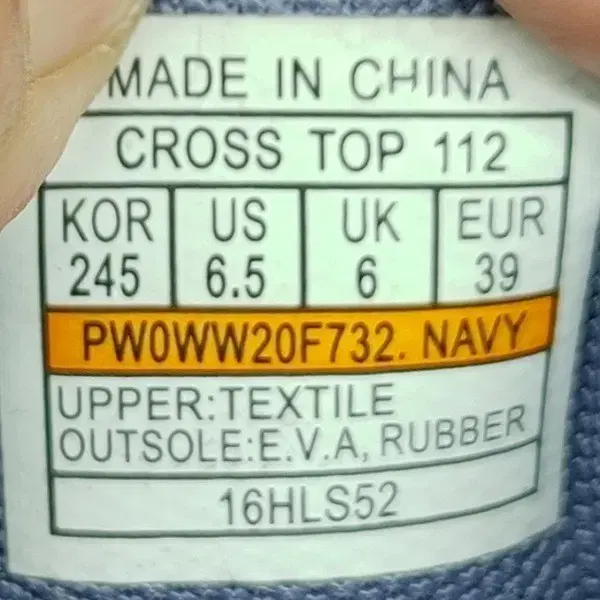 MADE IN CHINA
CROSS TOP 112
KOR US UK EUR
245 6.5 6 39
PW0WW20F732. NAVY
UPPER:TEXTILE
OUTSOLE:E.V.A, RUBBER
16HLS52